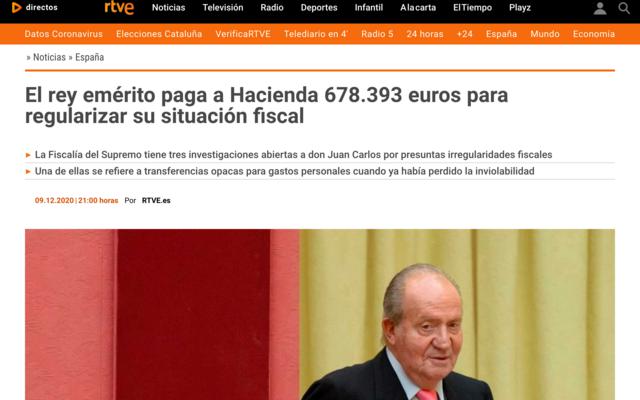 directos rtve Noticias Televisión Radio Deportes Infantil A la carta El Tiempo Playz
Datos Coronavirus Elecciones Cataluña VerificaRTVE Telediario en 4' Radio 5 24 horas +24 España Mundo Economía
» Noticias » España
El rey emérito paga a Hacienda 678.393 euros para
regularizar su situación fiscal
► La Fiscalía del Supremo tiene tres investigaciones abiertas a don Juan Carlos por presuntas irregularidades fiscales
► Una de ellas se refiere a transferencias opacas para gastos personales cuando ya había perdido la inviolabilidad
09.12.2020 | 21:00 horas Por RTVE.es